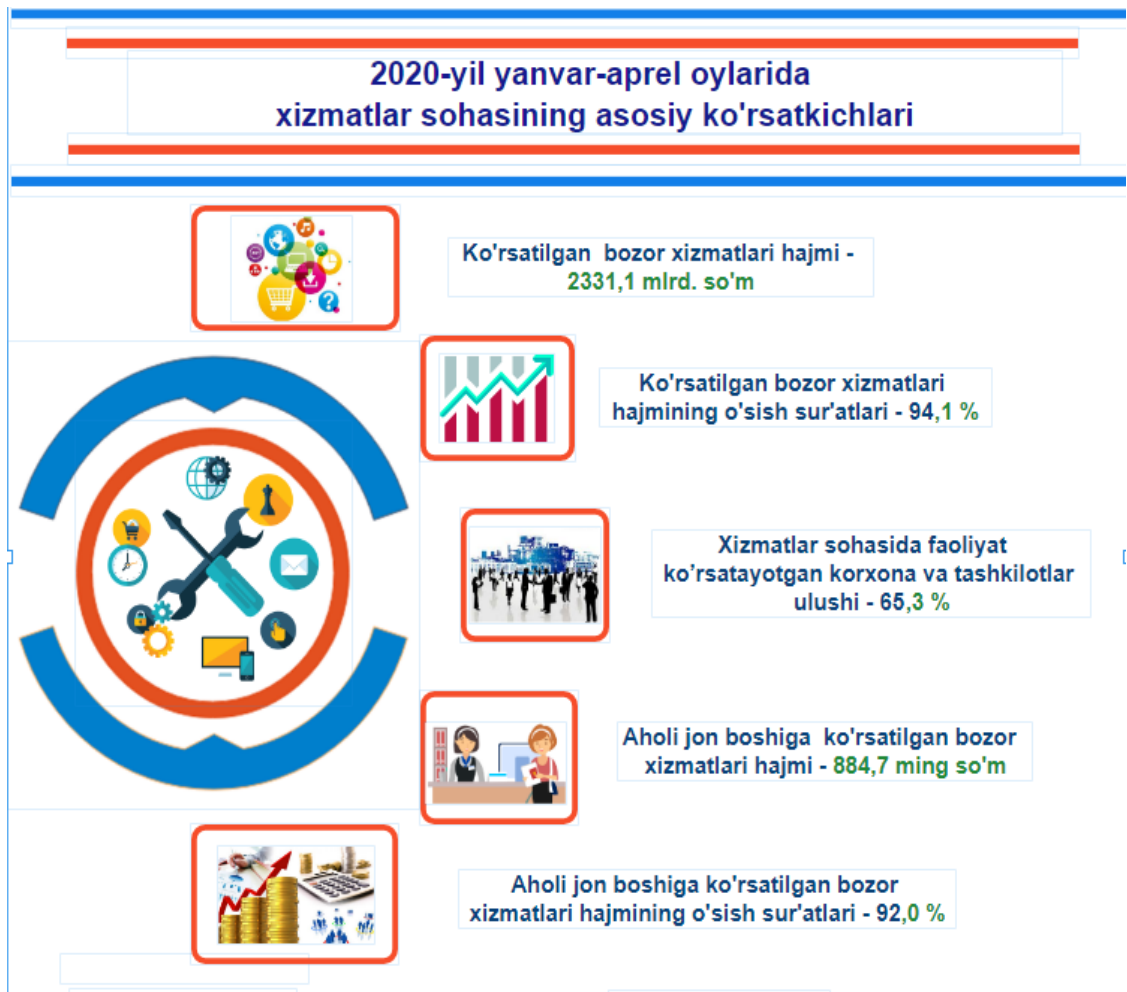 2020-yil yanvar-aprel oylarida
xizmatlar sohasining asosiy ko'rsatkichlari
Ko'rsatilgan bozor xizmatlari hajmi -
2331,1 mlrd. so'm
Ko'rsatilgan bozor xizmatlari
hajmining o'sish sur'atlari - 94,1 %
Xizmatlar sohasida faoliyat
ko’rsatayotgan korxona va tashkilotlar
ulushi - 65,3 %
Aholi jon boshiga ko'rsatilgan bozor
xizmatlari hajmi - 884,7 ming so'm
Aholi jon boshiga ko'rsatilgan bozor
xizmatlari hajmining o'sish sur'atlari - 92,0 %